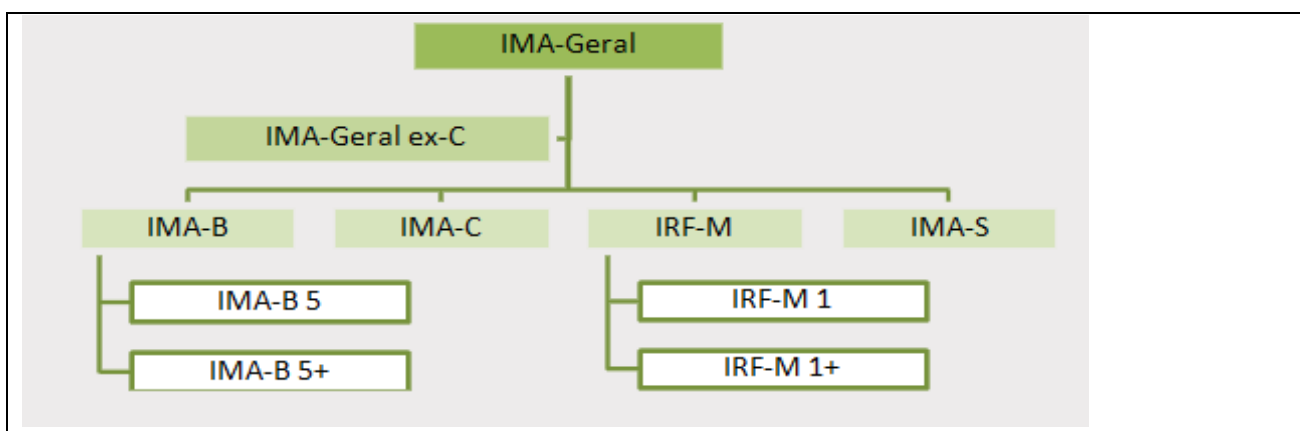 IMA-Geral
IMA-Geral ex-C
IMA-B
IMA-C
IRF-M
IMA-S
IMA-B 5
IRF-M 1
IMA-B 5+
IRF-M 1+